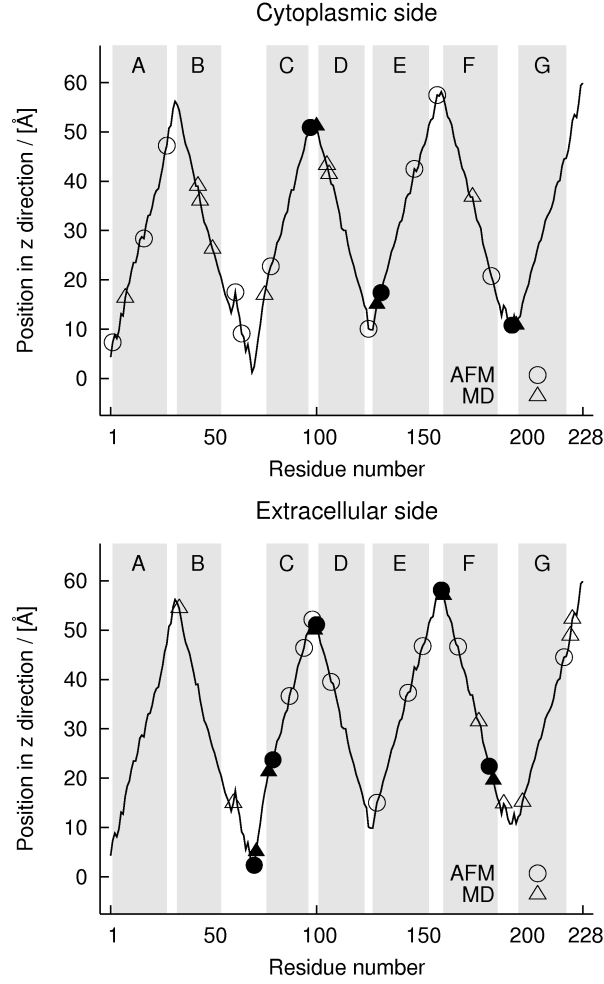 Cytoplasmic side
A B C D E F G
60
50
40
30
20
10
0
Position in z direction / [Å]
AFM
MD
1 50 100 150 200 228
Residue number
Extracellular side
A B C D E F G
60
50
40
30
20
10
0
Position in z direction / [Å]
AFM
MD
1 50 100 150 200 228
Residue number